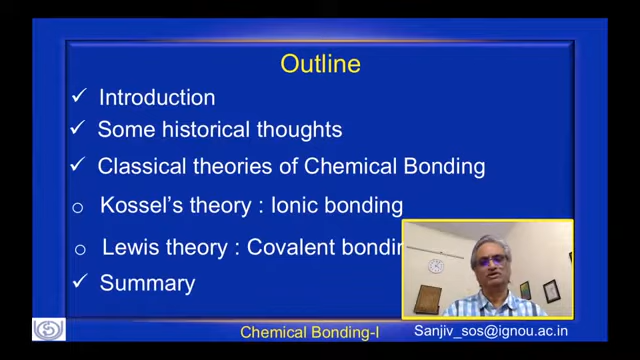 Outline
✓ Introduction
✓ Some historical thoughts
✓ Classical theories of Chemical Bonding
o Kossel's theory : Ionic bonding
o Lewis theory : Covalent bondin
✓ Summary
Chemical Bonding-I
Sanjiv_sos@ignou.ac.in